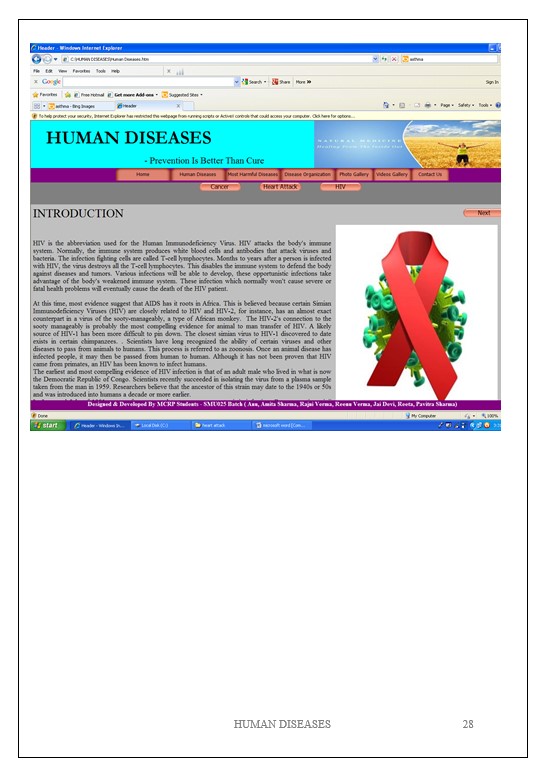 Header - Windows Internet Explorer
C:\HUMAN DISEASES\Human Diseases.htm
asthma
File Edit View Favorites Tools Help
x Google
Search Share More »
Sign In
Favorites Free Hotmail Get more Add-ons Suggested Sites
asthma - Bing Images Header x
Page Safety Tools
To help protect your security, Internet Explorer has restricted this webpage from running scripts or ActiveX controls that could access your computer. Click here for options...
HUMAN DISEASES
- Prevention Is Better Than Cure
NATURAL MEDICINE
Home Human Diseases Most Harmful Diseases Disease Organization Photo Gallery Videos Gallery Contact Us
Cancer Heart Attack HIV
INTRODUCTION
Next
HIV is the abbreviation used for the Human Immunodeficiency Virus. HIV attacks the body's immune
system. Normally, the immune system produces white blood cells and antibodies that attack viruses and
bacteria. The infection fighting cells are called T-cell lymphocytes. Months to years after a person is infected
with HIV, the virus destroys all the T-cell lymphocytes. This disables the immune system to defend the body
against diseases and tumors. Various infections will be able to develop, these opportunistic infections take
advantage of the body's weakened immune system. These infection which normally won't cause severe or
fatal health problems will eventually cause the death of the HIV patient.
At this time, most evidence suggest that AIDS has it roots in Africa. This is believed because certain Simian
Immunodeficiency Viruses (HIV) are closely related to HIV and HIV-2, for instance, has an almost exact
counterpart in a virus of the sooty-manageably, a type of African monkey. The HIV-2's connection to the
sooty manageably is probably the most compelling evidence for animal to man transfer of HIV. A likely
source of HIV-1 has been more difficult to pin down. The closest simian virus to HIV-1 discovered to date
exists in certain chimpanzees. . Scientists have long recognized the ability of certain viruses and other
diseases to pass from animals to humans. This process is referred to as zoonosis. Once an animal disease has
infected people, it may then be passed from human to human. Although it has not been proven that HIV
came from primates, an HIV has been known to infect humans.
The earliest and most compelling evidence of HIV infection is that of an adult male who lived in what is now
the Democratic Republic of Congo. Scientists recently succeeded in isolating the virus from a plasma sample
taken from the man in 1959. Researchers believe that the ancestor of this strain may date to the 1940s or 50s
and was introduced into humans a decade or more earlier.
Designed & Developed By MCRP Students - SMU025 Batch ( Anu, Amita Sharma, Rajni Verma, Reenu Verma, Jai Devi, Reeta, Pavitra Sharma)
Done My Computer 100%
start Header - Windows In... Local Disk (C:) heart attack microsoft word [Com...
HUMAN DISEASES 28